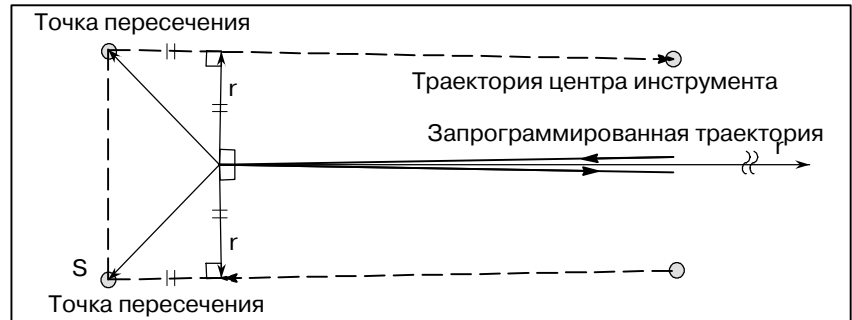 Точка пересечения
r
Траектория центра инструмента
Запрограммированная траектория
r
r
S
Точка пересечения